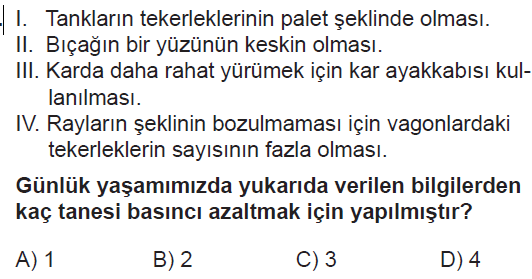 I. Tankların tekerleklerinin palet şeklinde olması.
II. Bıçağın bir yüzünün keskin olması.
III. Karda daha rahat yürümek için kar ayakkabısı kul-
lanılması.
IV. Rayların şeklinin bozulmaması için vagonlardaki
tekerleklerin sayısının fazla olması.
Günlük yaşamımızda yukarıda verilen bilgilerden
kaç tanesi basıncı azaltmak için yapılmıştır?
A) 1 B) 2 C) 3 D) 4